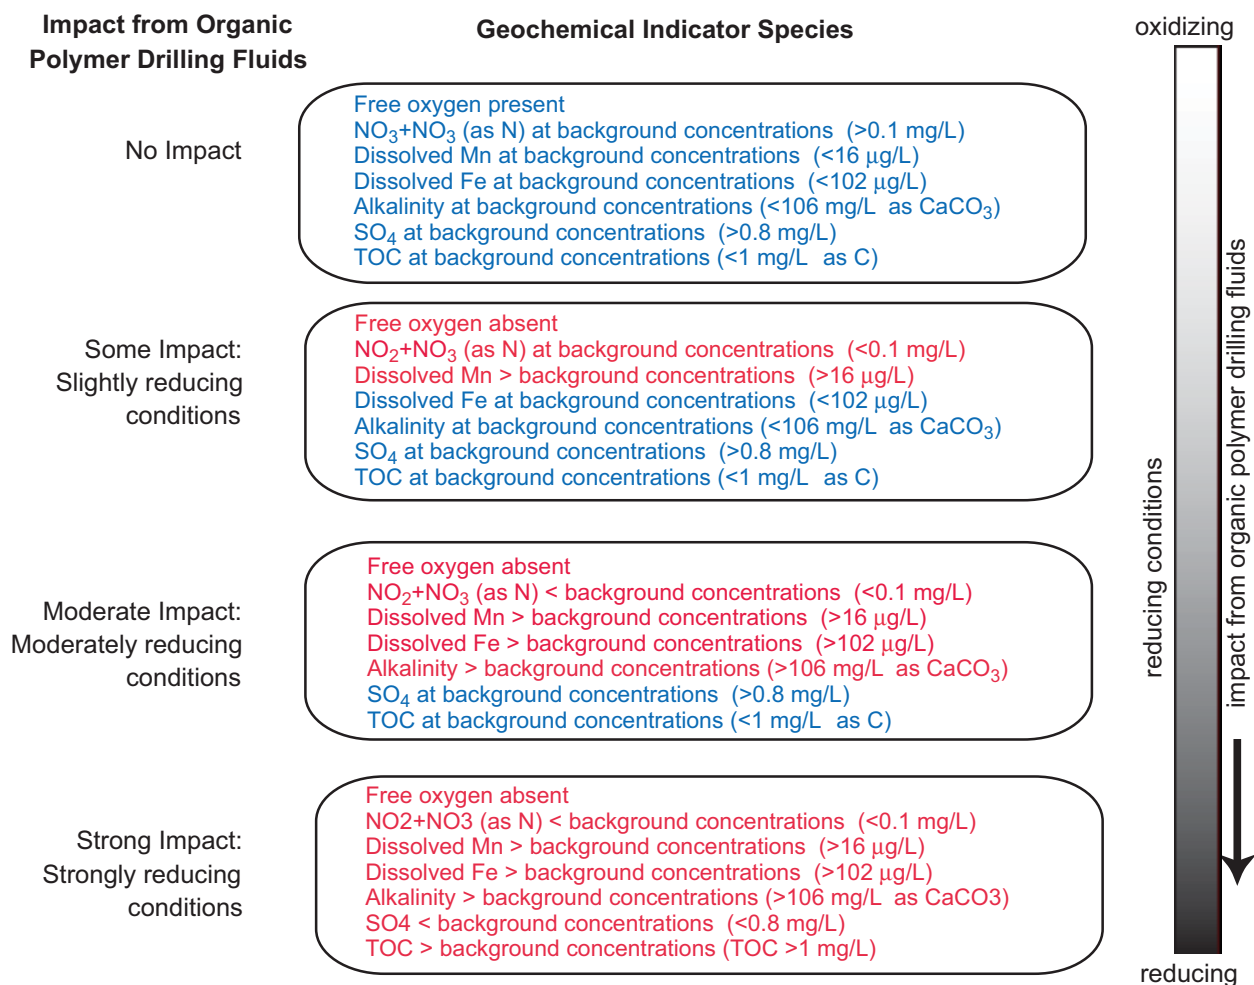 Impact from Organic
Polymer Drilling Fluids
Geochemical Indicator Species
oxidizing
No Impact
Free oxygen present
NO₃+NO₃ (as N) at background concentrations (>0.1 mg/L)
Dissolved Mn at background concentrations (<16 µg/L)
Dissolved Fe at background concentrations (<102 µg/L)
Alkalinity at background concentrations (<106 mg/L as CaCO₃)
SO₄ at background concentrations (>0.8 mg/L)
TOC at background concentrations (<1 mg/L as C)
Some Impact:
Slightly reducing
conditions
Free oxygen absent
NO₂+NO₃ (as N) at background concentrations (<0.1 mg/L)
Dissolved Mn > background concentrations (>16 µg/L)
Dissolved Fe at background concentrations (<102 µg/L)
Alkalinity at background concentrations (<106 mg/L as CaCO₃)
SO₄ at background concentrations (>0.8 mg/L)
TOC at background concentrations (<1 mg/L as C)
Moderate Impact:
Moderately reducing
conditions
Free oxygen absent
NO₂+NO₃ (as N) < background concentrations (<0.1 mg/L)
Dissolved Mn > background concentrations (>16 µg/L)
Dissolved Fe > background concentrations (>102 µg/L)
Alkalinity > background concentrations (>106 mg/L as CaCO₃)
SO₄ at background concentrations (>0.8 mg/L)
TOC at background concentrations (<1 mg/L as C)
Strong Impact:
Strongly reducing
conditions
Free oxygen absent
NO2+NO3 (as N) < background concentrations (<0.1 mg/L)
Dissolved Mn > background concentrations (>16 µg/L)
Dissolved Fe > background concentrations (>102 µg/L)
Alkalinity > background concentrations (>106 mg/L as CaCO3)
SO4 < background concentrations (<0.8 mg/L)
TOC > background concentrations (TOC >1 mg/L)
reducing conditions
impact from organic polymer drilling fluids
reducing